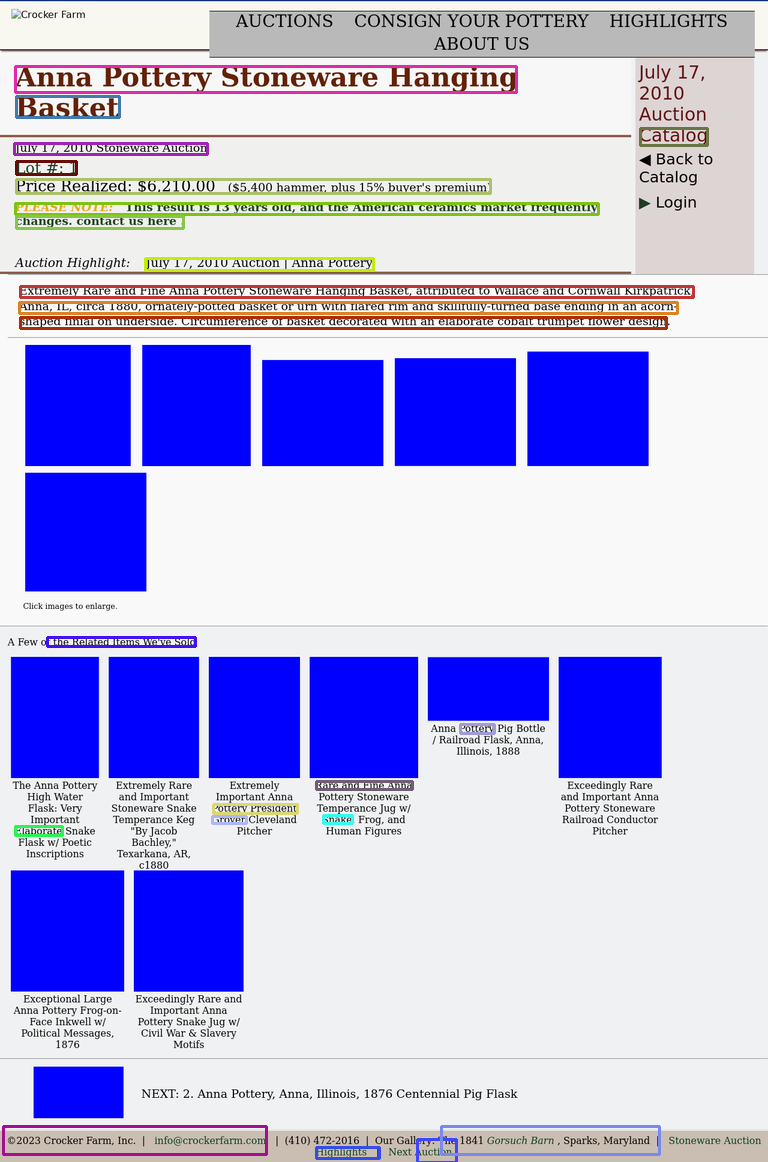 Crocker Farm
AUCTIONS CONSIGN YOUR POTTERY HIGHLIGHTS
ABOUT US
Anna Pottery Stoneware Hanging
Basket
July 17, 2010 Stoneware Auction
Lot #: 1
Price Realized: $6,210.00 ($5,400 hammer, plus 15% buyer's premium)
PLEASE NOTE: This result is 13 years old, and the American ceramics market frequently
changes. contact us here
Auction Highlight: July 17, 2010 Auction | Anna Pottery
July 17,
2010
Auction
Catalog
◀ Back to
Catalog
▶ Login
Extremely Rare and Fine Anna Pottery Stoneware Hanging Basket, attributed to Wallace and Cornwall Kirkpatrick,
Anna, IL, circa 1880, ornately-potted basket or urn with flared rim and skillfully-turned base ending in an acorn-
shaped finial on underside. Circumference of basket decorated with an elaborate cobalt trumpet flower design.
Click images to enlarge.
A Few of the Related Items We've Sold
The Anna Pottery
High Water
Flask: Very
Important
Elaborate Snake
Flask w/ Poetic
Inscriptions
Extremely Rare
and Important
Stoneware Snake
Temperance Keg
"By Jacob
Bachley,"
Texarkana, AR,
c1880
Extremely
Important Anna
Pottery President
Grover Cleveland
Pitcher
Rare and Fine Anna
Pottery Stoneware
Temperance Jug w/
Snake, Frog, and
Human Figures
Anna Pottery Pig Bottle
/ Railroad Flask, Anna,
Illinois, 1888
Exceedingly Rare
and Important Anna
Pottery Stoneware
Railroad Conductor
Pitcher
Exceptional Large
Anna Pottery Frog-on-
Face Inkwell w/
Political Messages,
1876
Exceedingly Rare and
Important Anna
Pottery Snake Jug w/
Civil War & Slavery
Motifs
NEXT: 2. Anna Pottery, Anna, Illinois, 1876 Centennial Pig Flask
©2023 Crocker Farm, Inc. | info@crockerfarm.com | (410) 472-2016 | Our Gallery: The 1841 Gorsuch Barn , Sparks, Maryland | Stoneware Auction
Highlights | Next Auction